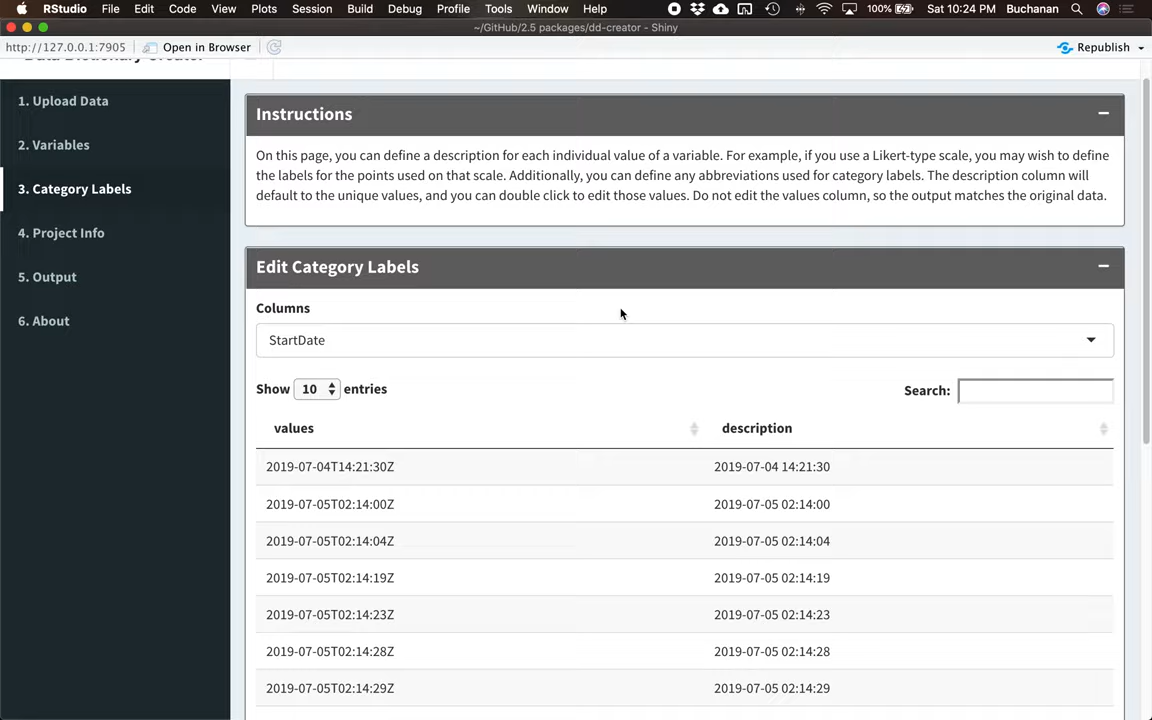 RStudio File Edit Code View Plots Session Build Debug Profile Tools Window Help 100% Sat 10:24 PM Buchanan
~/GitHub/2.5 packages/dd-creator - Shiny
http://127.0.0.1:7905 Open in Browser Republish
Data Dictionary Creator
1. Upload Data
2. Variables
3. Category Labels
4. Project Info
5. Output
6. About
Instructions
On this page, you can define a description for each individual value of a variable. For example, if you use a Likert-type scale, you may wish to define
the labels for the points used on that scale. Additionally, you can define any abbreviations used for category labels. The description column will
default to the unique values, and you can double click to edit those values. Do not edit the values column, so the output matches the original data.
Edit Category Labels
Columns
StartDate
Show 10 entries Search:
values description
2019-07-04T14:21:30Z 2019-07-04 14:21:30
2019-07-05T02:14:00Z 2019-07-05 02:14:00
2019-07-05T02:14:04Z 2019-07-05 02:14:04
2019-07-05T02:14:19Z 2019-07-05 02:14:19
2019-07-05T02:14:23Z 2019-07-05 02:14:23
2019-07-05T02:14:28Z 2019-07-05 02:14:28
2019-07-05T02:14:29Z 2019-07-05 02:14:29